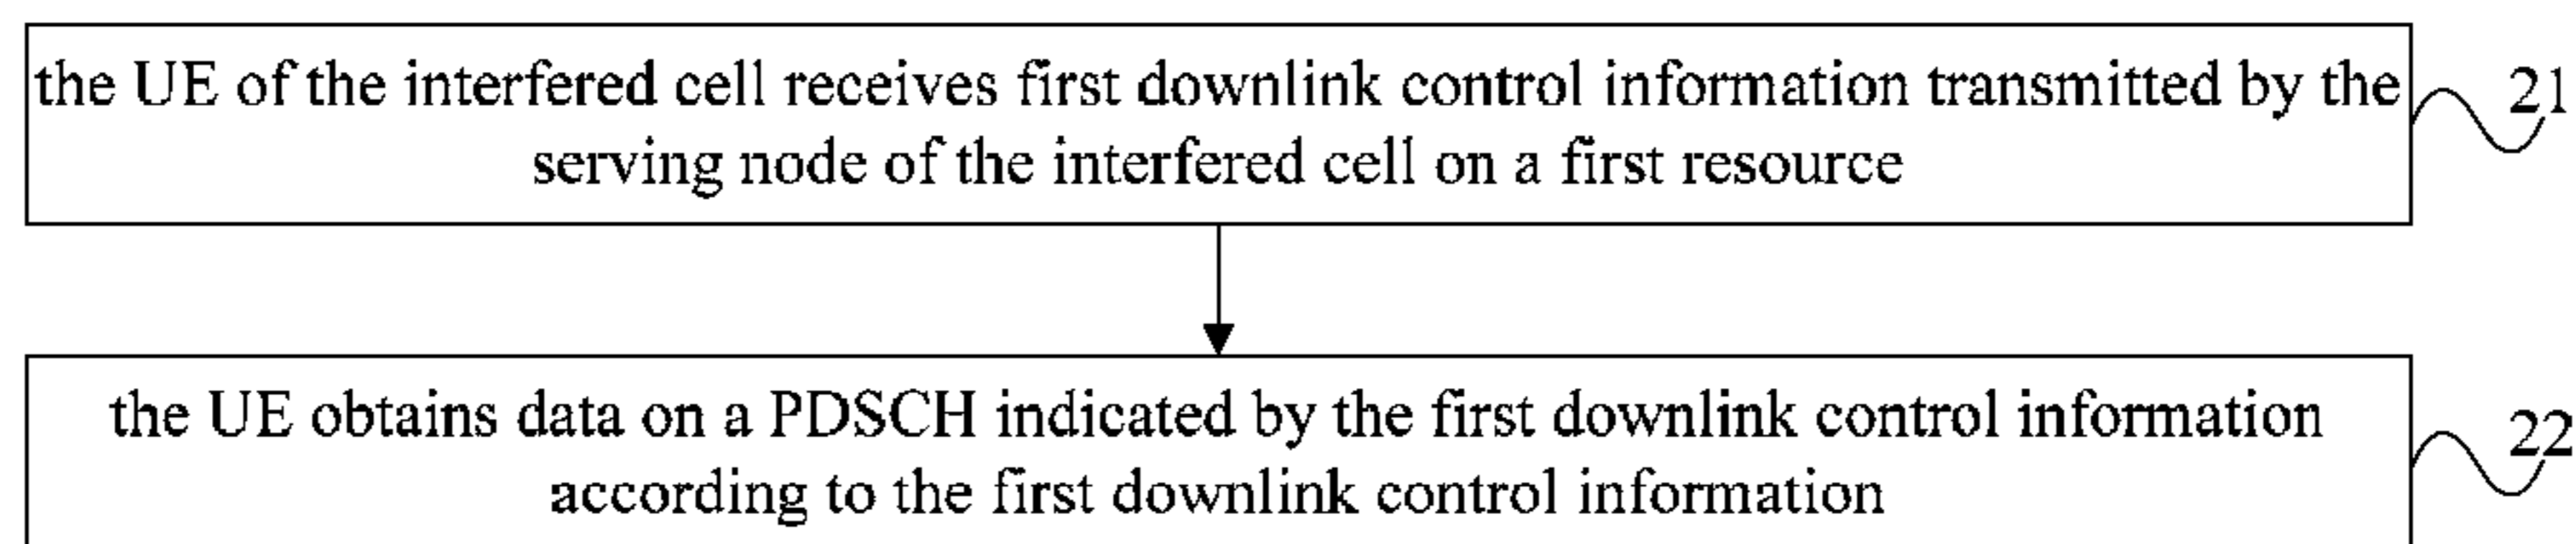 the UE of the interfered cell receives first downlink control information transmitted by the
serving node of the interfered cell on a first resource
21
the UE obtains data on a PDSCH indicated by the first downlink control information
according to the first downlink control information
22